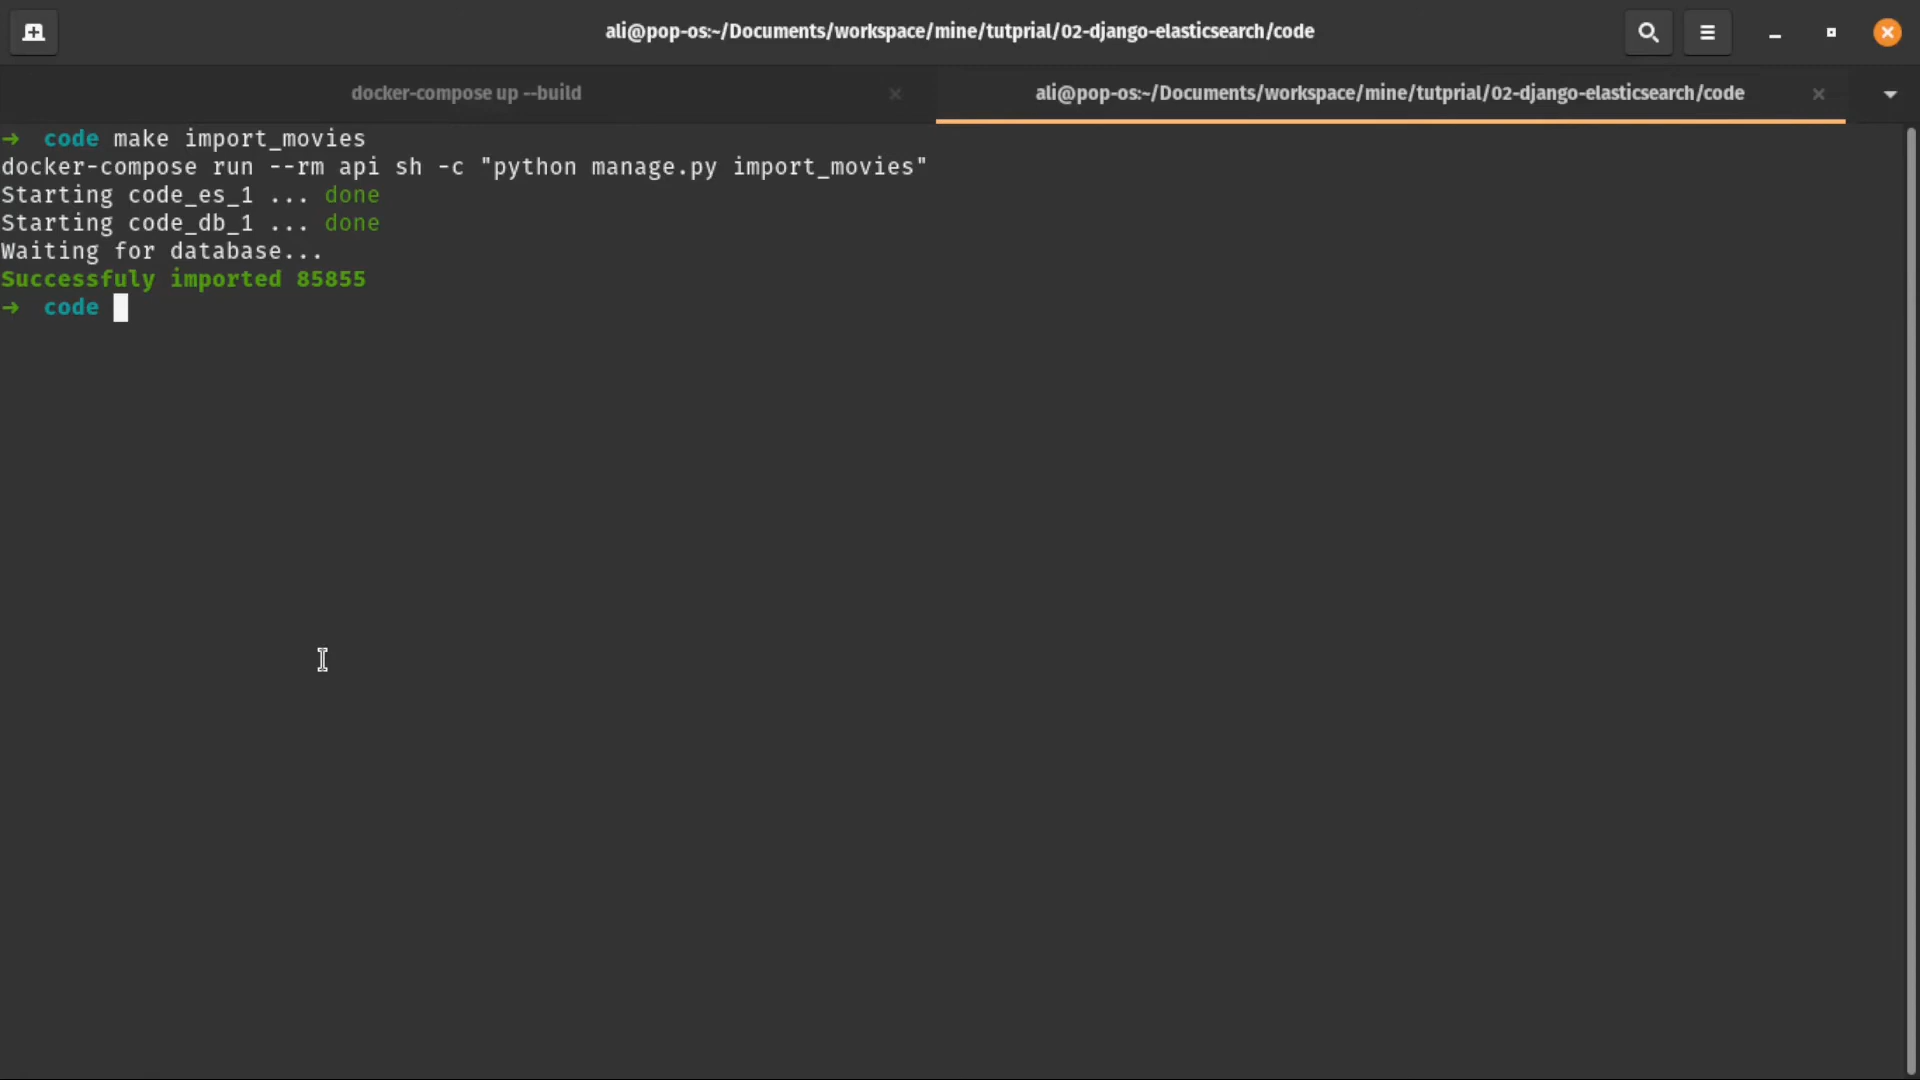 ali@pop-os:~/Documents/workspace/mine/tutprial/02-django-elasticsearch/code
docker-compose up --build
ali@pop-os:~/Documents/workspace/mine/tutprial/02-django-elasticsearch/code
→ code make import_movies
docker-compose run --rm api sh -c "python manage.py import_movies"
Starting code_es_1 ... done
Starting code_db_1 ... done
Waiting for database...
Successfuly imported 85855
→ code